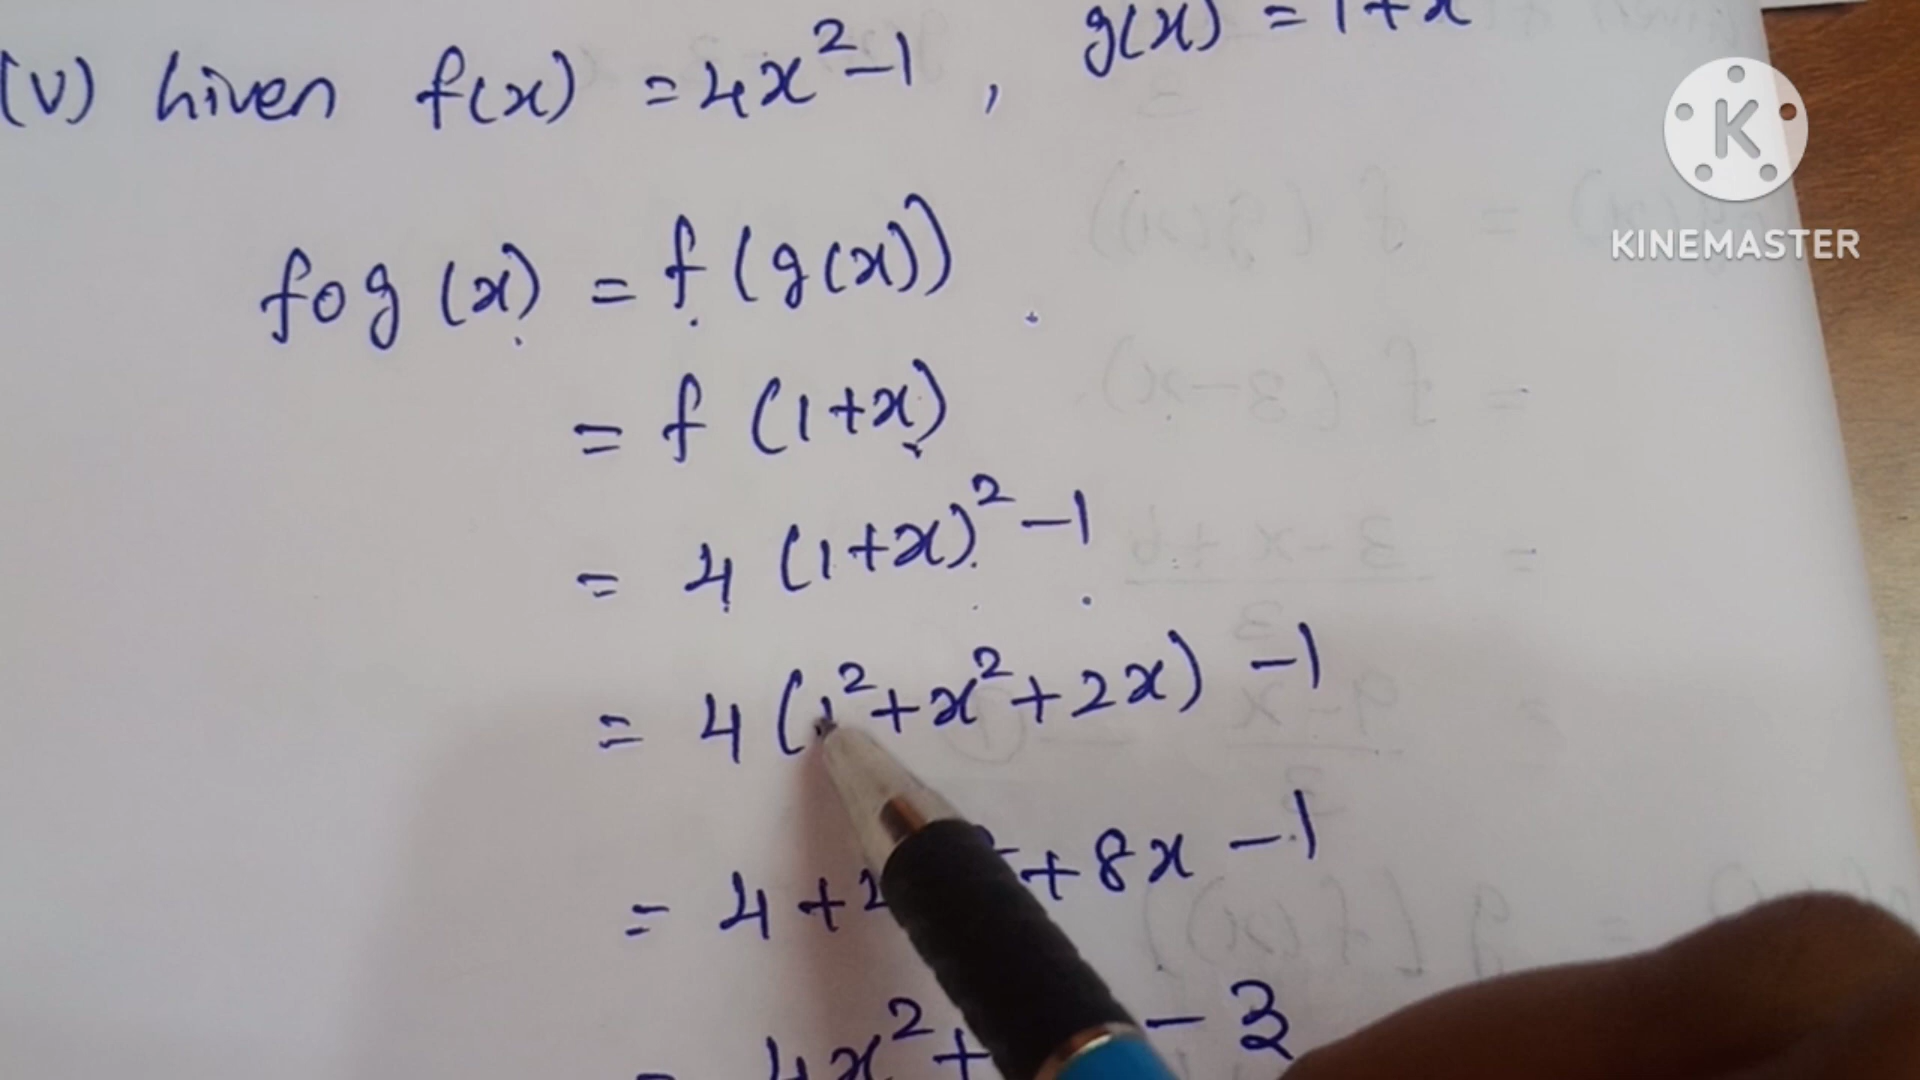 (V) Given f(x) = 4x²-1 , g(x) = 1+x
K
KINEMASTER
fog (x) = f (g(x))
= f (1+x)
= 4 (1+x)² -1
= 4 (1²+x²+2x) -1
= 4 + +8x -1
= 4x²+ - 3